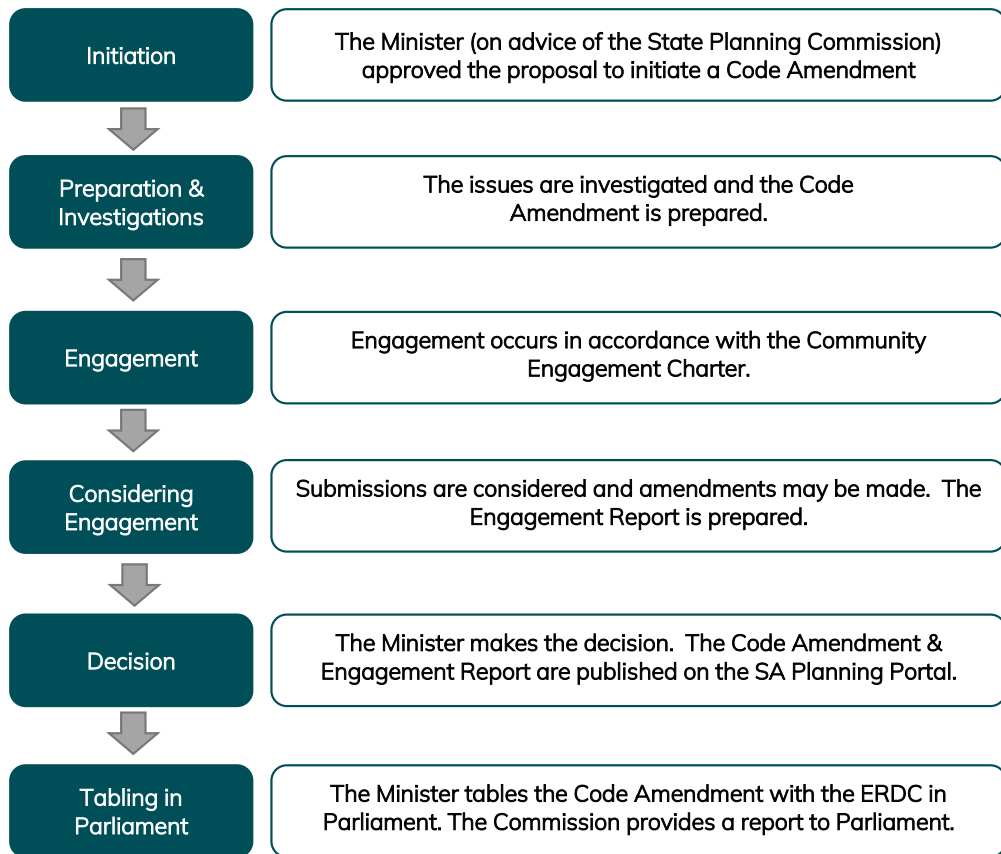 Initiation
The Minister (on advice of the State Planning Commission)
approved the proposal to initiate a Code Amendment
Preparation &
Investigations
The issues are investigated and the Code
Amendment is prepared.
Engagement
Engagement occurs in accordance with the Community
Engagement Charter.
Considering
Engagement
Submissions are considered and amendments may be made.  The
Engagement Report is prepared.
Decision
The Minister makes the decision.  The Code Amendment &
Engagement Report are published on the SA Planning Portal.
Tabling in
Parliament
The Minister tables the Code Amendment with the ERDC in
Parliament. The Commission provides a report to Parliament.